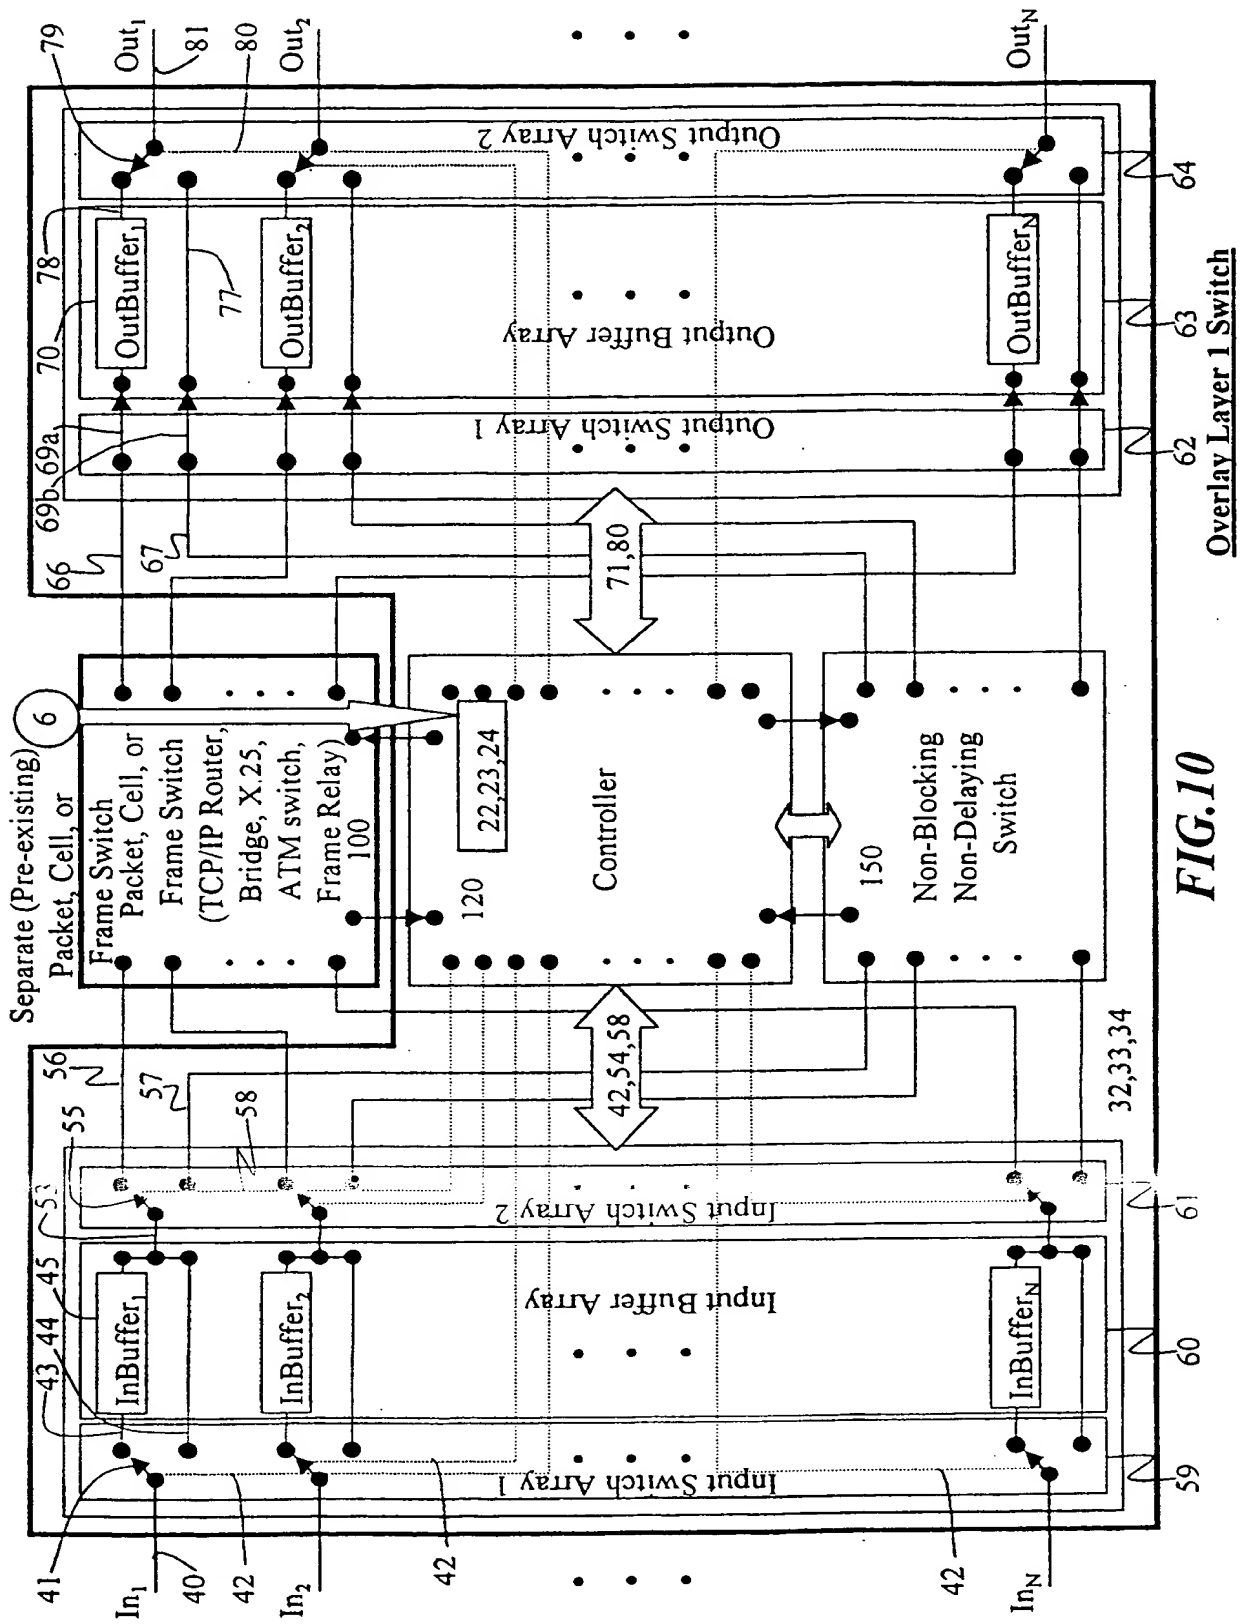 Separate (Pre-existing)
Packet, Cell, or
Frame Switch
Packet, Cell, or
Frame Switch
(TCP/IP Router,
Bridge, X.25,
ATM switch,
Frame Relay)
100
6
22,23,24
120
Controller
150
Non-Blocking
Non-Delaying
Switch
42,54,58
71,80
32,33,34
In1
In2
InN
40
41
42
42
42
43
44
45
53
55
56
57
58
InBuffer1
InBuffer2
InBufferN
Input Switch Array 1
Input Buffer Array
Input Switch Array 2
59
60
61
66
67
69b
69a
70
78
77
79
81
80
OutBuffer1
OutBuffer2
OutBufferN
Output Switch Array 1
Output Buffer Array
Output Switch Array 2
62
63
64
Out1
Out2
OutN
Overlay Layer 1 Switch
FIG.10